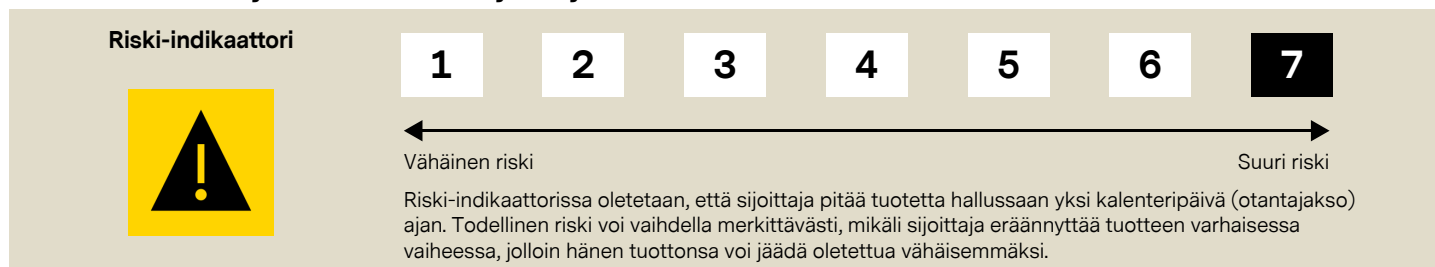 Riski-indikaattori
1 2 3 4 5 6 7
Vähäinen riski Suuri riski
Riski-indikaattorissa oletetaan, että sijoittaja pitää tuotetta hallussaan yksi kalenteripäivä (otantajakso)
ajan. Todellinen riski voi vaihdella merkittävästi, mikäli sijoittaja eräännyttää tuotteen varhaisessa
vaiheessa, jolloin hänen tuottonsa voi jäädä oletettua vähäisemmäksi.